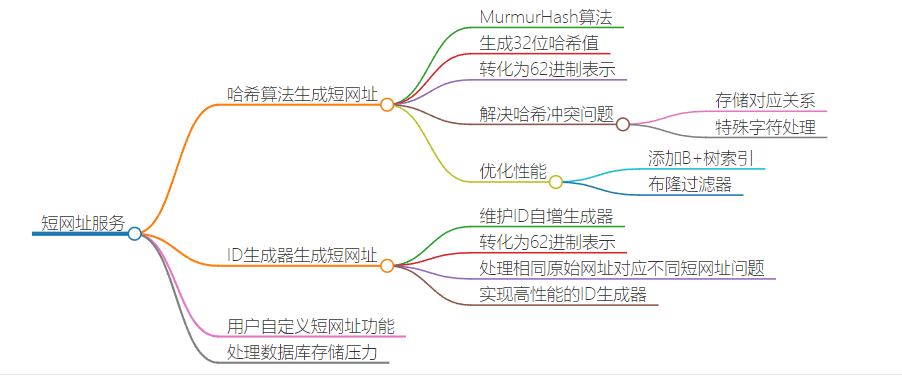 短网址服务
哈希算法生成短网址
MurmurHash算法
生成32位哈希值
转化为62进制表示
解决哈希冲突问题
存储对应关系
特殊字符处理
优化性能
添加B+树索引
布隆过滤器
ID生成器生成短网址
维护ID自增生成器
转化为62进制表示
处理相同原始网址对应不同短网址问题
实现高性能的ID生成器
用户自定义短网址功能
处理数据库存储压力